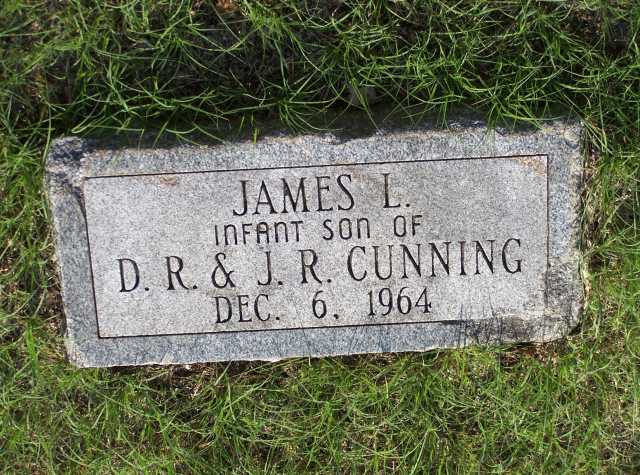 JAMES L.
INFANT SON OF
D. R. & J. R. CUNNING
DEC. 6, 1964